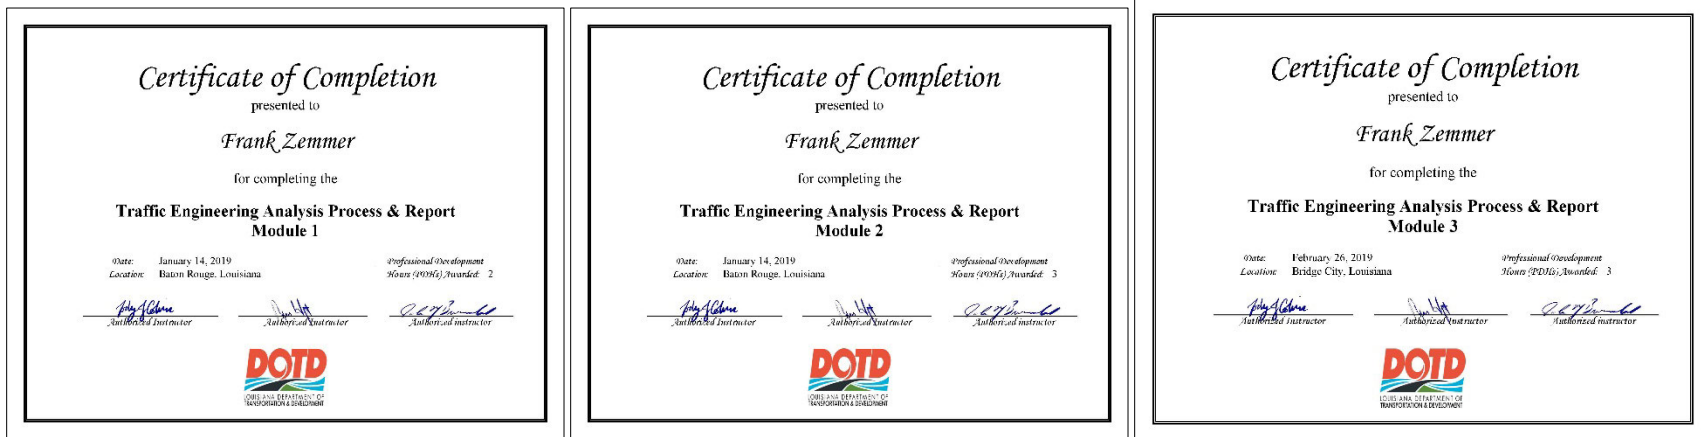 Certificate of Completion
presented to
Frank Zemmer
for completing the
Traffic Engineering Analysis Process & Report
Module 1
Date: January 14, 2019
Location: Baton Rouge, Louisiana
Professional Development
Hours (PDHs) Awarded: 2
Authorized Instructor
Authorized Instructor
Authorized instructor
DOTD
LOUISIANA DEPARTMENT OF
TRANSPORTATION & DEVELOPMENT
Certificate of Completion
presented to
Frank Zemmer
for completing the
Traffic Engineering Analysis Process & Report
Module 2
Date: January 14, 2019
Location: Baton Rouge, Louisiana
Professional Development
Hours (PDHs) Awarded: 3
Authorized Instructor
Authorized Instructor
Authorized instructor
DOTD
LOUISIANA DEPARTMENT OF
TRANSPORTATION & DEVELOPMENT
Certificate of Completion
presented to
Frank Zemmer
for completing the
Traffic Engineering Analysis Process & Report
Module 3
Date: February 26, 2019
Location: Bridge City, Louisiana
Professional Development
Hours (PDHs) Awarded: 3
Authorized Instructor
Authorized Instructor
Authorized instructor
DOTD
LOUISIANA DEPARTMENT OF
TRANSPORTATION & DEVELOPMENT